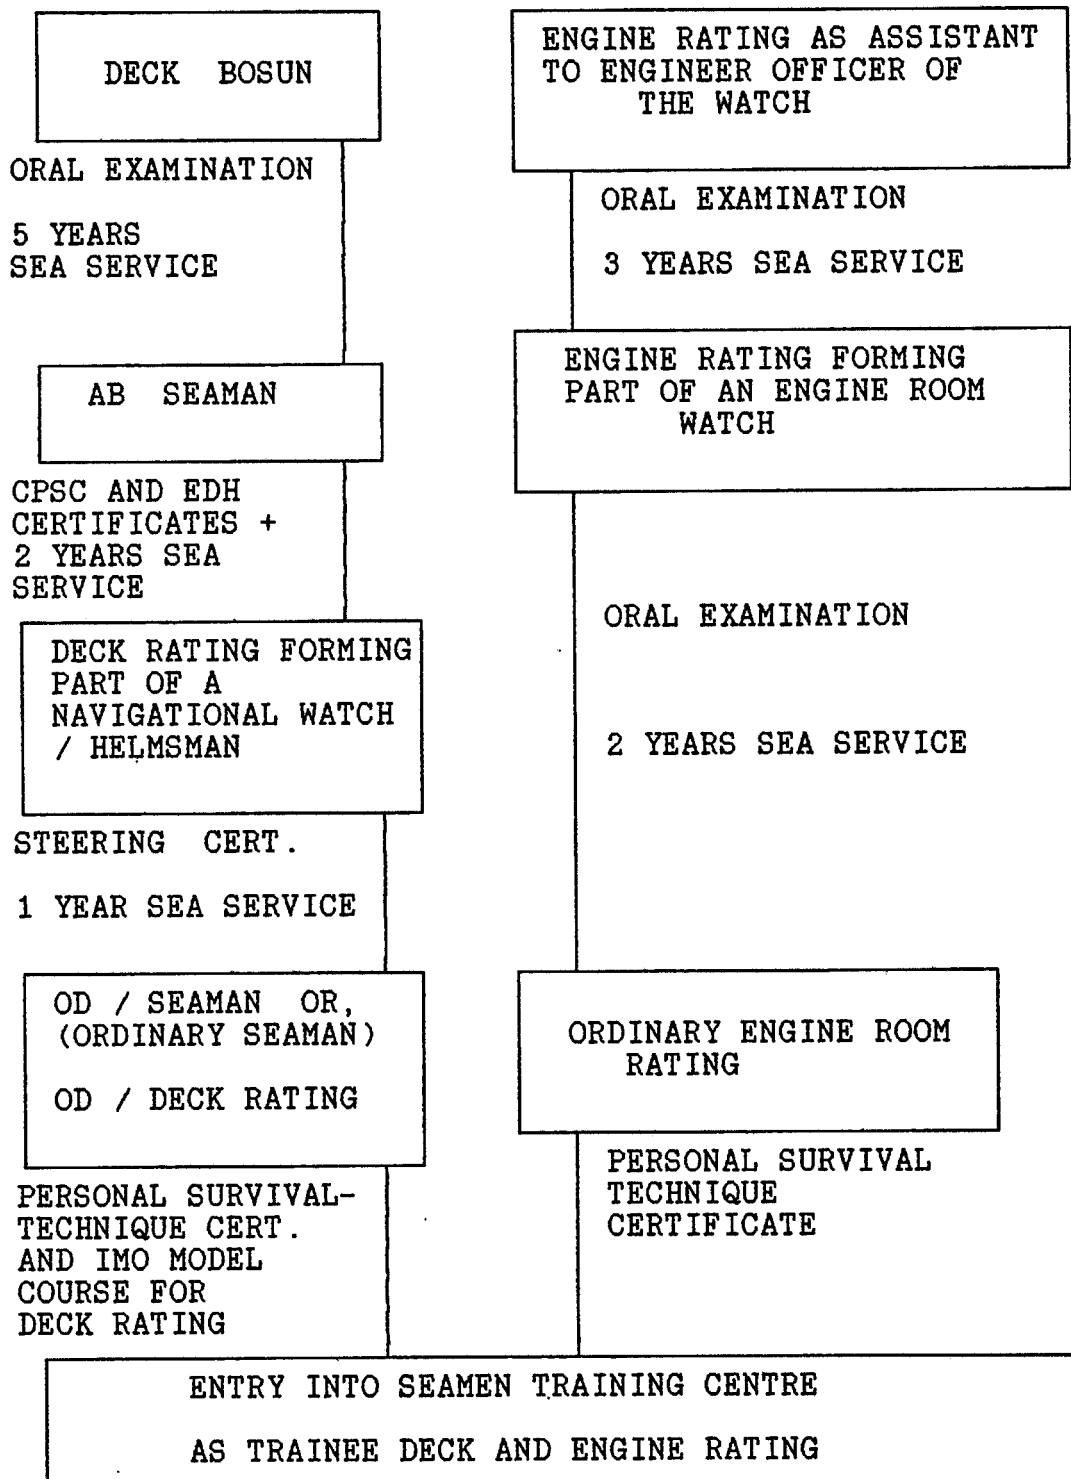 DECK BOSUN
ORAL EXAMINATION
5 YEARS
SEA SERVICE
AB SEAMAN
CPSC AND EDH
CERTIFICATES +
2 YEARS SEA
SERVICE
DECK RATING FORMING
PART OF A
NAVIGATIONAL WATCH
/ HELMSMAN
STEERING CERT.
1 YEAR SEA SERVICE
OD / SEAMAN OR,
(ORDINARY SEAMAN)
OD / DECK RATING
PERSONAL SURVIVAL-
TECHNIQUE CERT.
AND IMO MODEL
COURSE FOR
DECK RATING
ENGINE RATING AS ASSISTANT
TO ENGINEER OFFICER OF
THE WATCH
ORAL EXAMINATION
3 YEARS SEA SERVICE
ENGINE RATING FORMING
PART OF AN ENGINE ROOM
WATCH
ORAL EXAMINATION
2 YEARS SEA SERVICE
ORDINARY ENGINE ROOM
RATING
PERSONAL SURVIVAL
TECHNIQUE
CERTIFICATE
ENTRY INTO SEAMEN TRAINING CENTRE
AS TRAINEE DECK AND ENGINE RATING